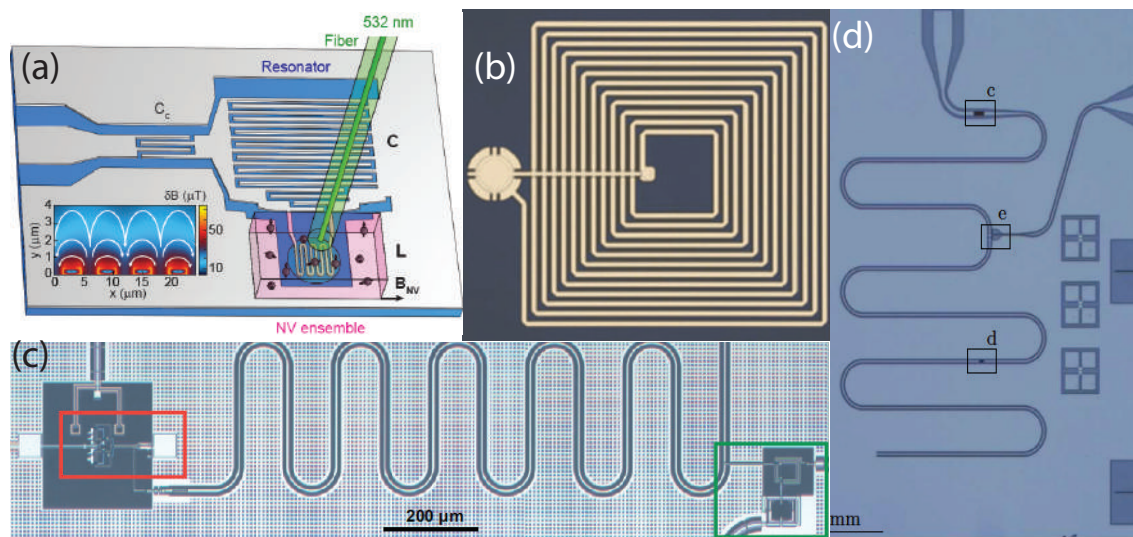 (a)
532 nm
Fiber
Resonator
Cc
C
δB (μT)
50
10
4
3
2
1
0
y (μm)
0 5 10 15 20
x (μm)
L
BNV
NV ensemble
(b)
(c)
200 μm
(d)
c
e
d
mm